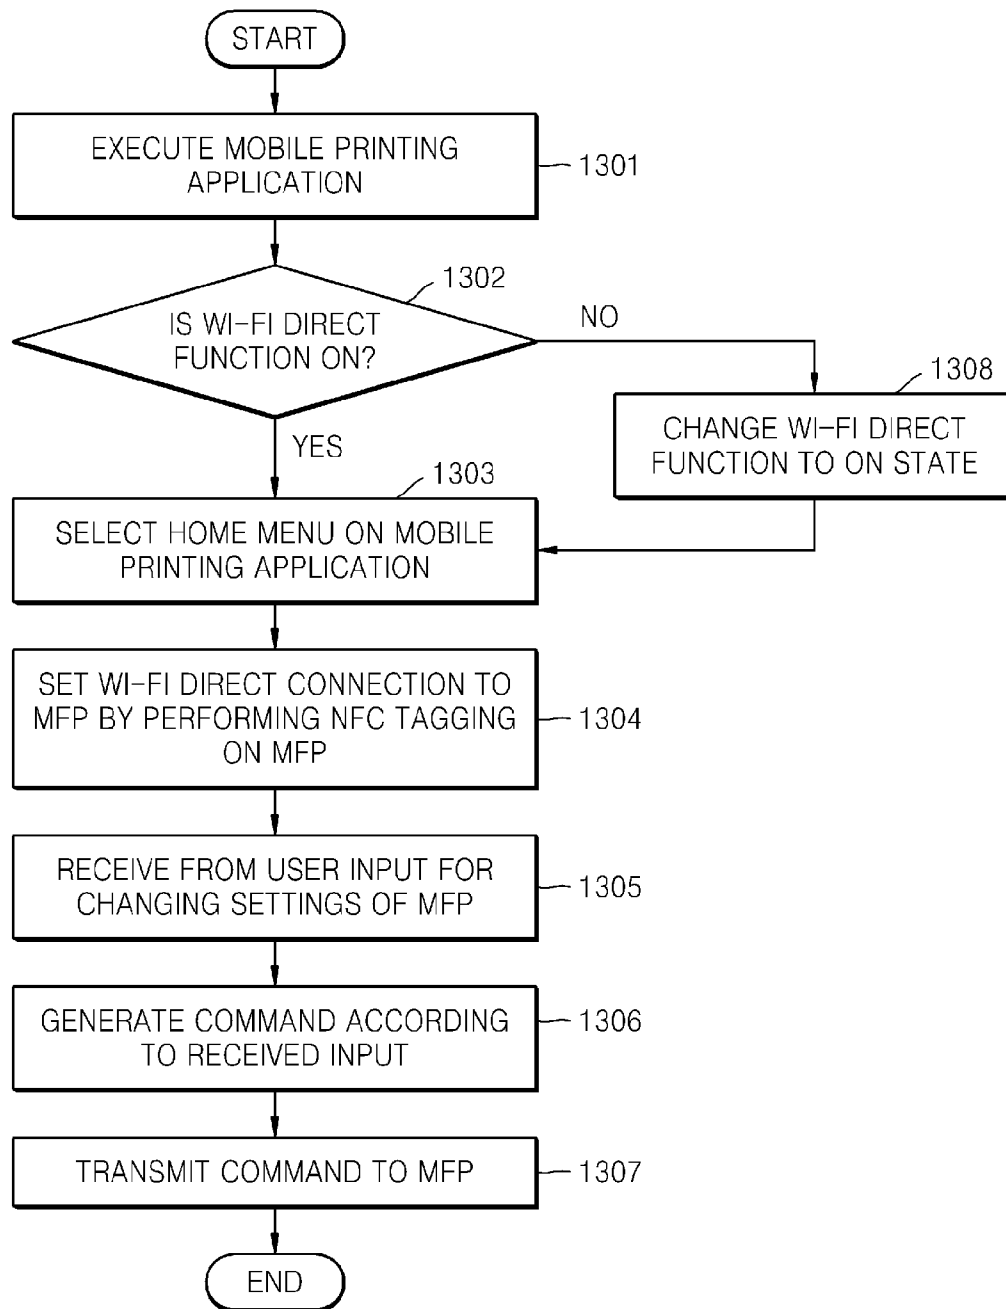 START
EXECUTE MOBILE PRINTING
APPLICATION
1301
1302
IS WI-FI DIRECT
FUNCTION ON?
NO
YES
1308
CHANGE WI-FI DIRECT
FUNCTION TO ON STATE
1303
SELECT HOME MENU ON MOBILE
PRINTING APPLICATION
SET WI-FI DIRECT CONNECTION TO
MFP BY PERFORMING NFC TAGGING
ON MFP
1304
RECEIVE FROM USER INPUT FOR
CHANGING SETTINGS OF MFP
1305
GENERATE COMMAND ACCORDING
TO RECEIVED INPUT
1306
TRANSMIT COMMAND TO MFP
1307
END